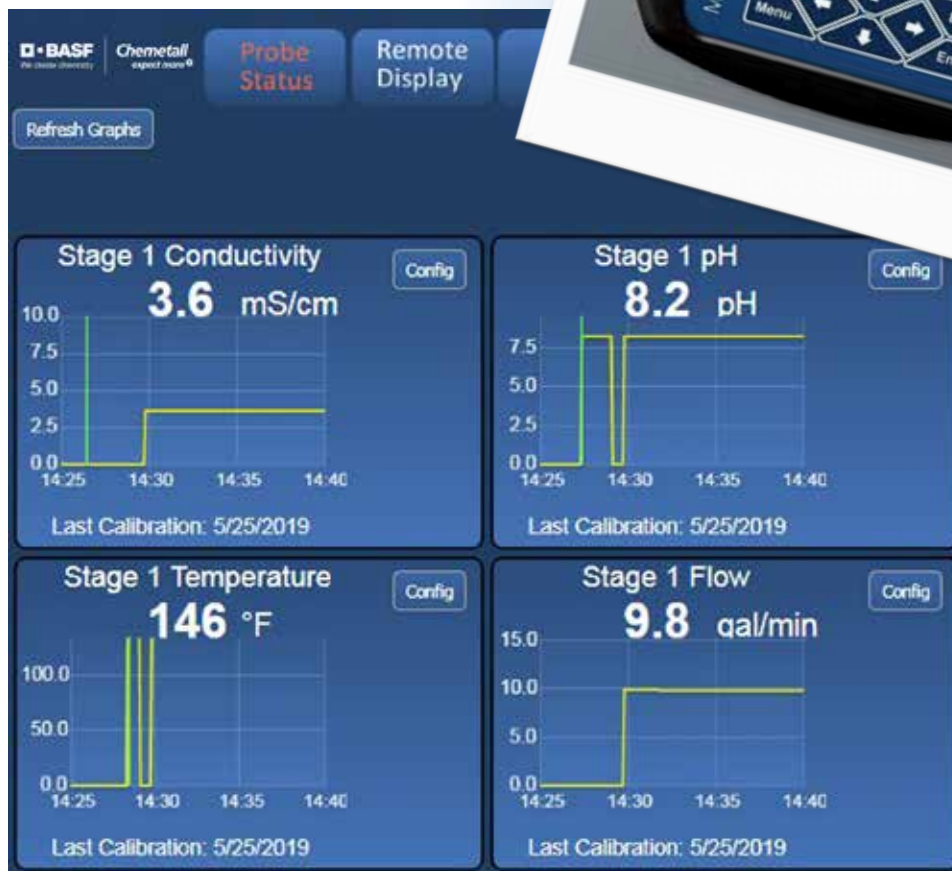 Menu
BASF
We create chemistry
Chemetall
expect more
Probe
Status
Remote
Display
Refresh Graphs
Stage 1 Conductivity
Config
3.6 mS/cm
10.0
7.5
5.0
2.5
0.0
14:25 14:30 14:35 14:40
Last Calibration: 5/25/2019
Stage 1 pH
Config
8.2 pH
7.5
5.0
2.5
0.0
14:25 14:30 14:35 14:40
Last Calibration: 5/25/2019
Stage 1 Temperature
Config
146 °F
100.0
50.0
0.0
14:25 14:30 14:35 14:40
Last Calibration: 5/25/2019
Stage 1 Flow
Config
9.8 gal/min
15.0
10.0
5.0
0.0
14:25 14:30 14:35 14:40
Last Calibration: 5/25/2019